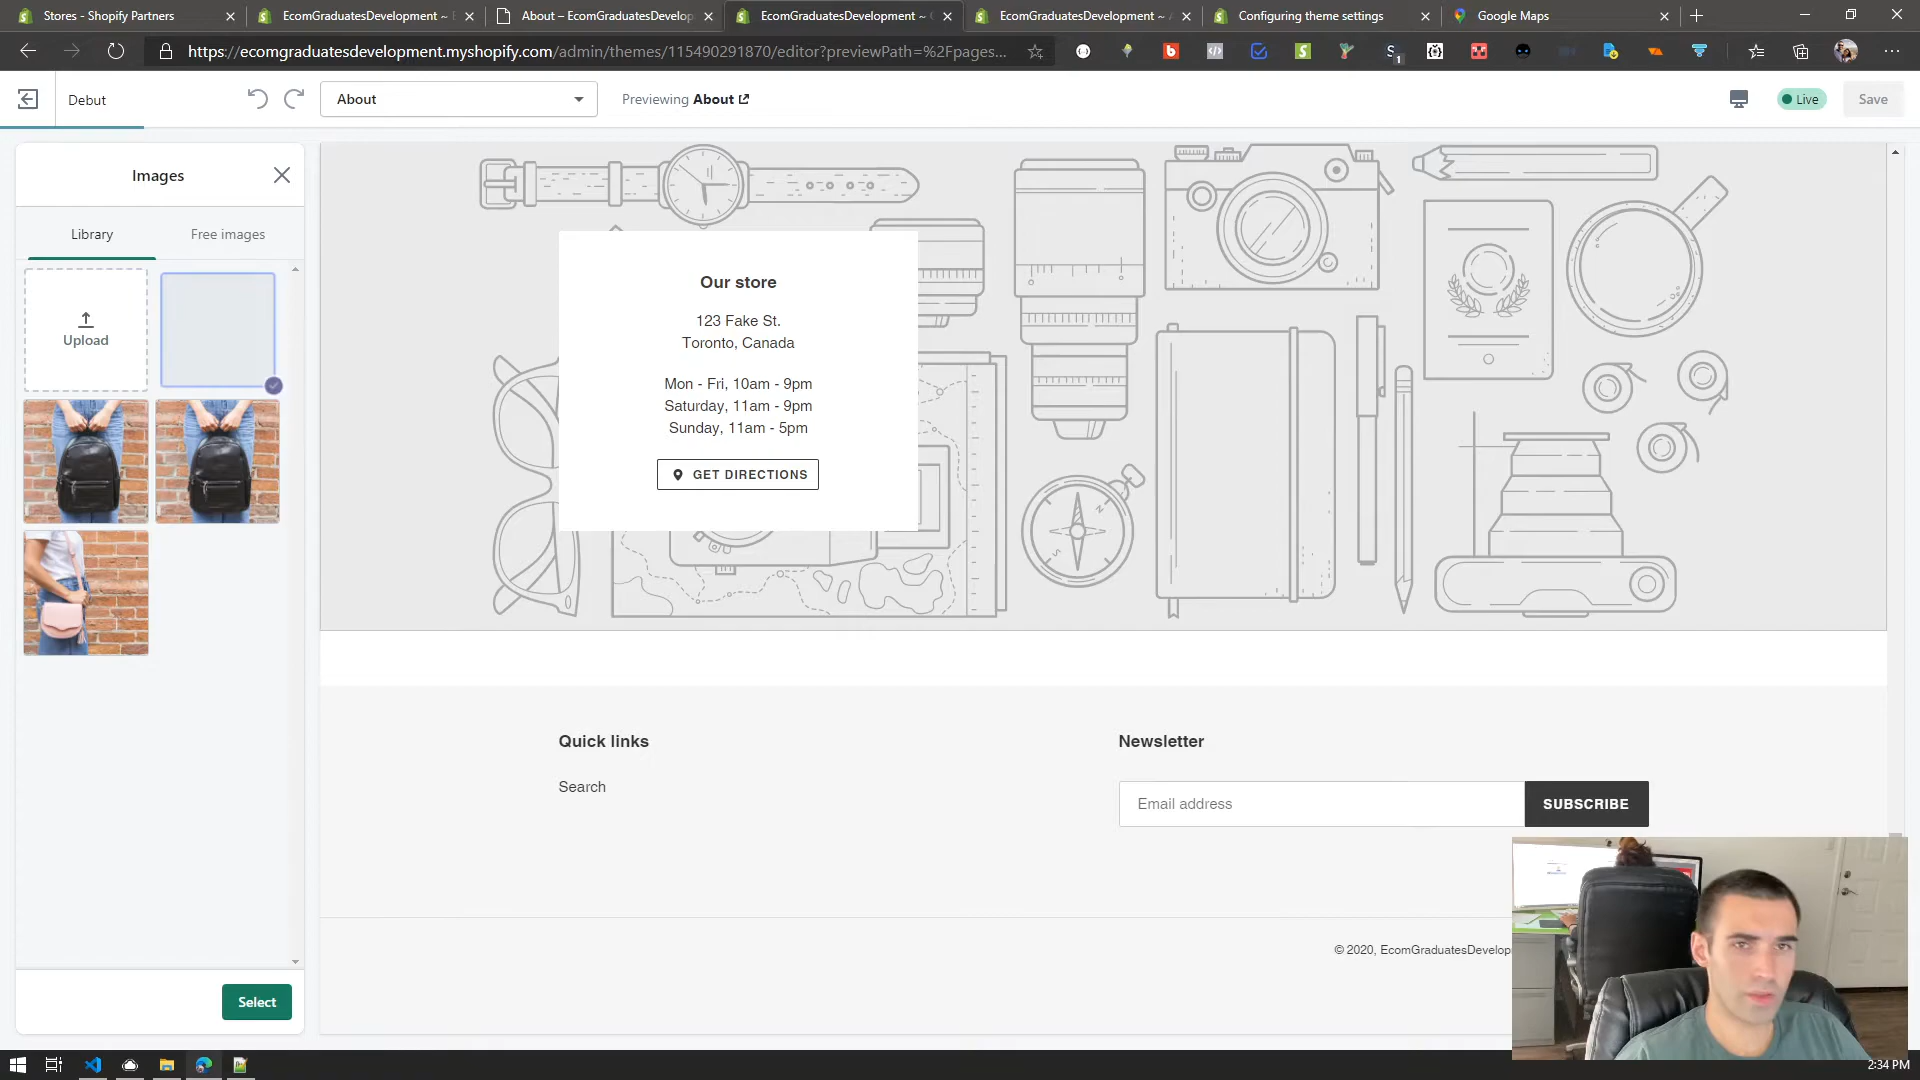 Stores - Shopify Partners
EcomGraduatesDevelopment ~
About – EcomGraduatesDevelop
EcomGraduatesDevelopment ~
EcomGraduatesDevelopment ~
Configuring theme settings
Google Maps
https://ecomgraduatesdevelopment.myshopify.com/admin/themes/115490291870/editor?previewPath=%2Fpages...
1
Debut
About
Previewing About
Live
Save
Images
Library
Free images
Upload
Select
Our store
123 Fake St.
Toronto, Canada
Mon - Fri, 10am - 9pm
Saturday, 11am - 9pm
Sunday, 11am - 5pm
GET DIRECTIONS
N
S
Quick links
Search
Newsletter
Email address
SUBSCRIBE
© 2020, EcomGraduatesDevelop
2:34 PM